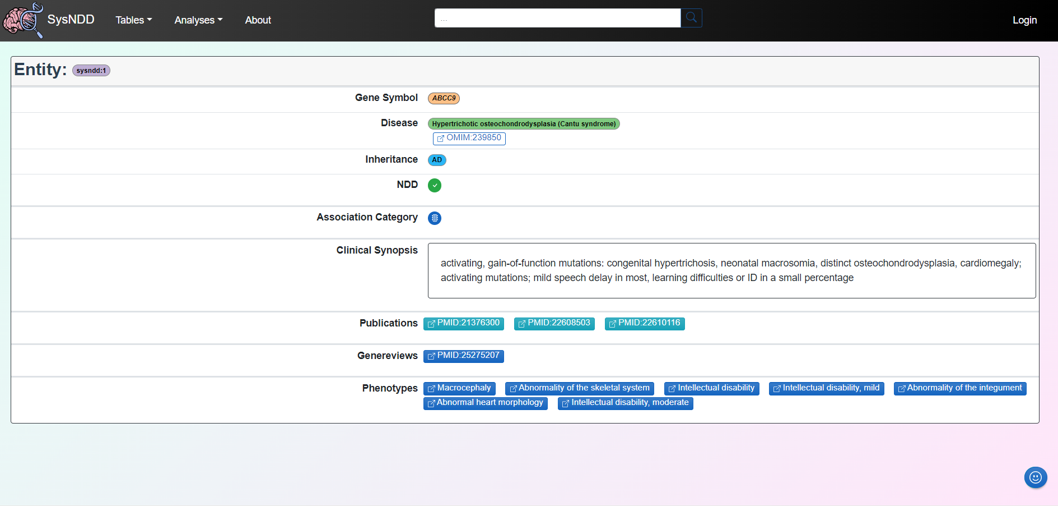 SysNDD Tables Analyses About ... Login
Entity: sysndd:1
Gene Symbol ABCC9
Disease Hypertrichotic osteochondrodysplasia (Cantu syndrome)
OMIM:239850
Inheritance AD
NDD
Association Category
Clinical Synopsis
activating, gain-of-function mutations: congenital hypertrichosis, neonatal macrosomia, distinct osteochondrodysplasia, cardiomegaly;
activating mutations; mild speech delay in most, learning difficulties or ID in a small percentage
Publications PMID:21376300 PMID:22608503 PMID:22610116
Genereviews PMID:25275207
Phenotypes Macrocephaly Abnormality of the skeletal system Intellectual disability Intellectual disability, mild Abnormality of the integument
Abnormal heart morphology Intellectual disability, moderate